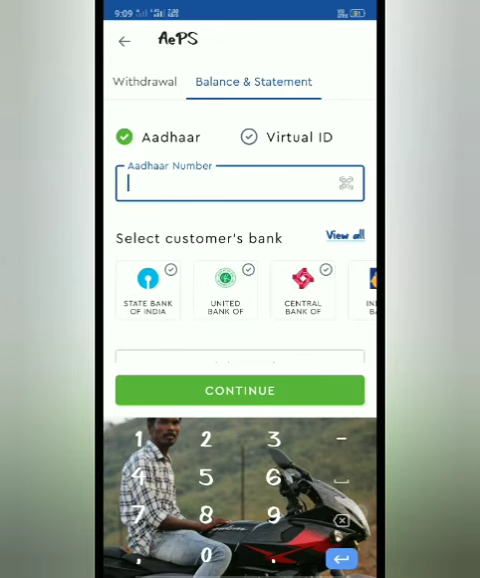 9:09
AePS
Withdrawal Balance & Statement
Aadhaar Virtual ID
Aadhaar Number
Select customer's bank View all
STATE BANK OF INDIA
UNITED BANK OF
CENTRAL BANK OF
CONTINUE
1 2 3 -
4 5 6
7 8 9
, 0 .